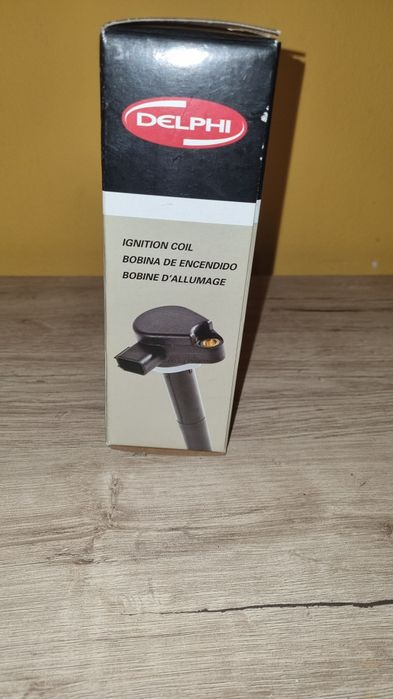 DELPHI
IGNITION COIL
BOBINA DE ENCENDIDO
BOBINE D'ALLUMAGE